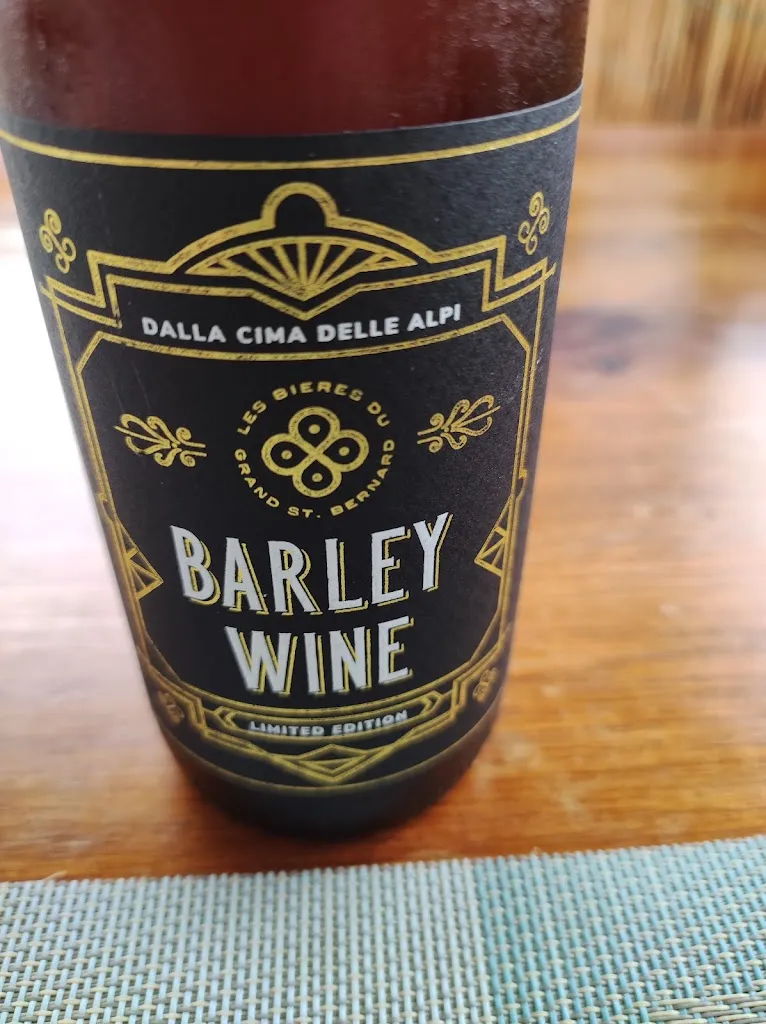 DALLA CIMA DELLE ALPI
LES BIERES DU
GRAND ST. BERNARD
BARLEY
WINE
LIMITED EDITION